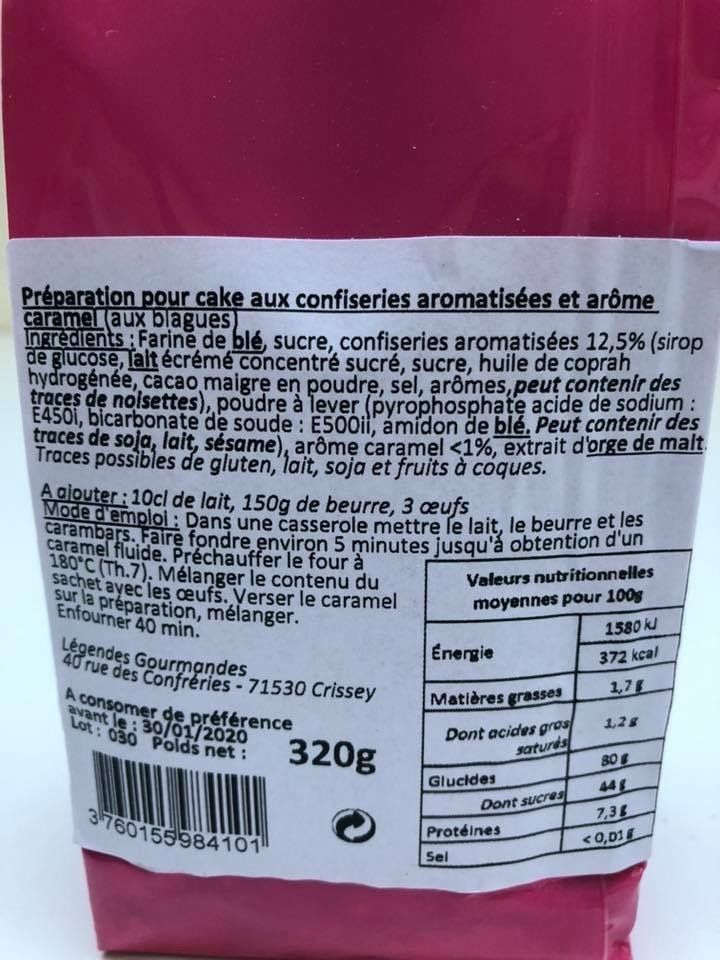 Préparation pour cake aux confiseries aromatisées et arôme
caramel (aux blagues)
Ingrédients : Farine de blé, sucre, confiseries aromatisées 12,5% (sirop
de glucose, lait écrémé concentré sucré, sucre, huile de coprah
hydrogénée, cacao maigre en poudre, sel, arômes, peut contenir des
traces de noisettes), poudre à lever (pyrophosphate acide de sodium :
E450i, bicarbonate de soude : E500ii, amidon de blé. Peut contenir des
traces de soja, lait, sésame), arôme caramel <1%, extrait d'orge de malt.
Traces possibles de gluten, lait, soja et fruits à coques.
A ajouter : 10cl de lait, 150g de beurre, 3 œufs
Mode d'emploi : Dans une casserole mettre le lait, le beurre et les
carambars. Faire fondre environ 5 minutes jusqu'à obtention d'un
caramel fluide. Préchauffer le four à
180°C (Th.7). Mélanger le contenu du
sachet avec les œufs. Verser le caramel
sur la préparation, mélanger.
Enfourner 40 min.
Légendes Gourmandes
40 rue des Confréries - 71530 Crissey
A consomer de préférence
avant le : 30/01/2020
Lot : 030 Poids net : 320g
3760155984101
Valeurs nutritionnelles
moyennes pour 100g
Énergie 1580 kJ
372 kcal
Matières grasses 1,7 g
Dont acides gras
saturés 1,2 g
Glucides 80 g
Dont sucres 44 g
Protéines 7,3 g
Sel < 0,01 g